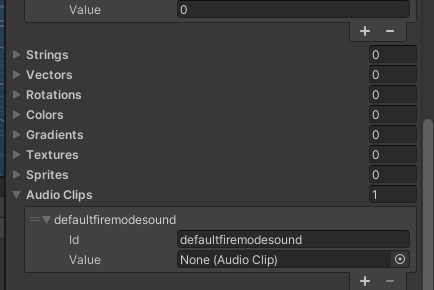 Value 0
+ −
Strings 0
Vectors 0
Rotations 0
Colors 0
Gradients 0
Textures 0
Sprites 0
Audio Clips 1
defaultfiremodesound
Id defaultfiremodesound
Value None (Audio Clip)
+ −